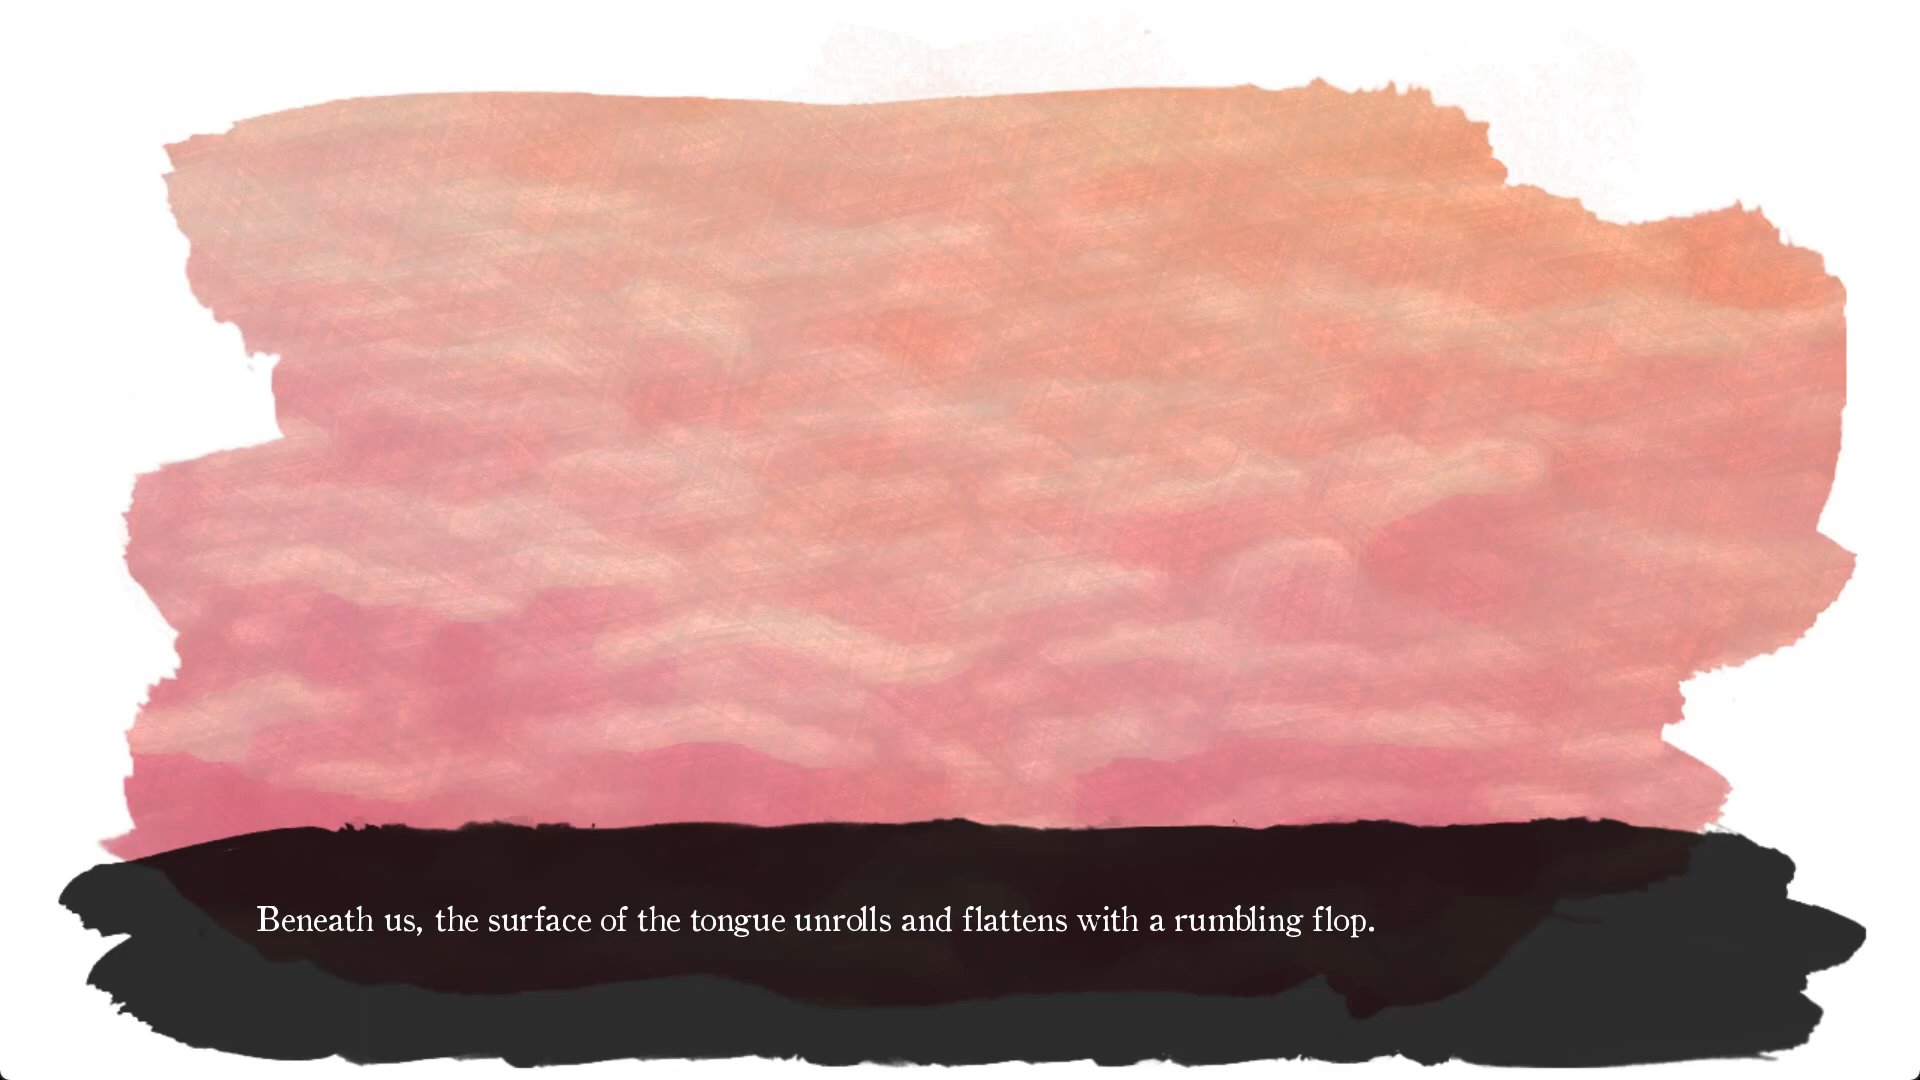 Beneath us, the surface of the tongue unrolls and flattens with a rumbling flop.